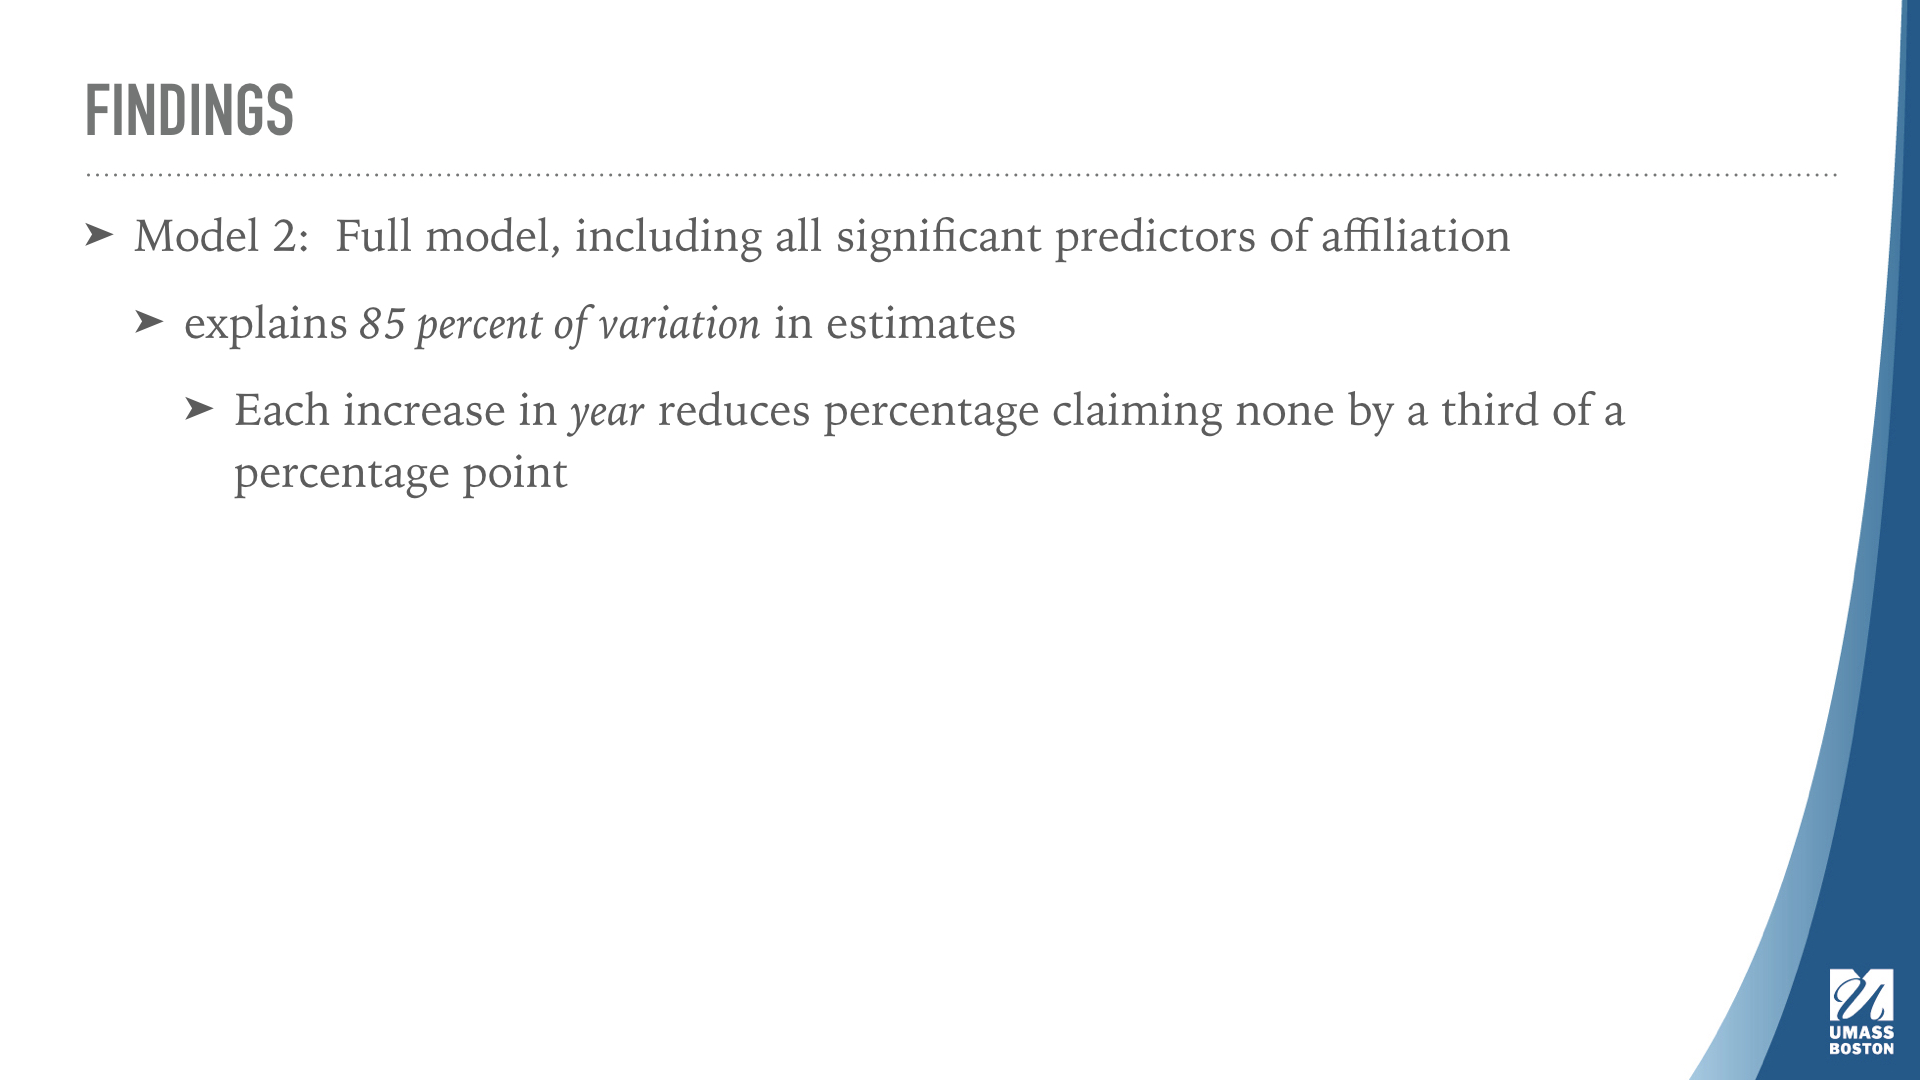 FINDINGS
➤ Model 2:  Full model, including all significant predictors of affiliation
➤ explains 85 percent of variation in estimates
➤ Each increase in year reduces percentage claiming none by a third of a
percentage point
UMASS
BOSTON